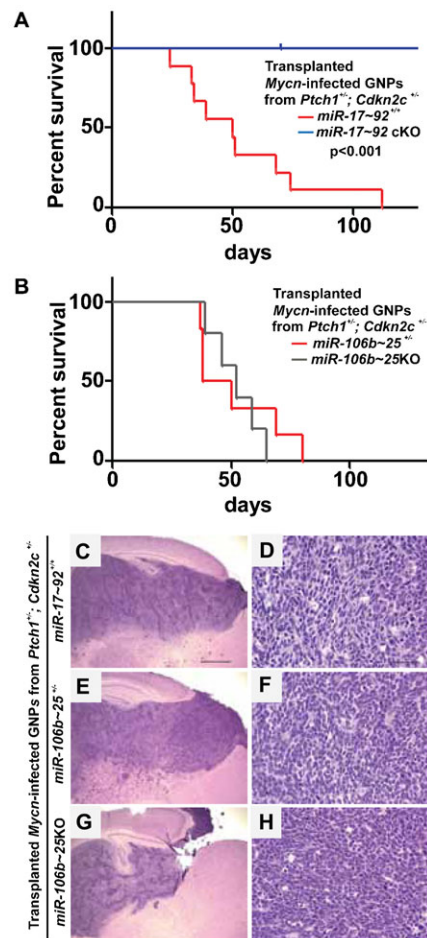 A
Percent survival
100
50
0
0
50
100
days
Transplanted
Mycn-infected GNPs
from Ptch1+/-; Cdkn2c +/-
miR-17~92+/+
miR-17~92 cKO
p<0.001
B
Percent survival
100
50
0
0
50
100
days
Transplanted
Mycn-infected GNPs
from Ptch1+/-; Cdkn2c +/-
miR-106b~25 +/-
miR-106b~25KO
Transplanted Mycn-infected GNPs from Ptch1+/-; Cdkn2c +/-
miR-17~92+/+
C
D
miR-106b~25 +/-
E
F
miR-106b~25KO
G
H